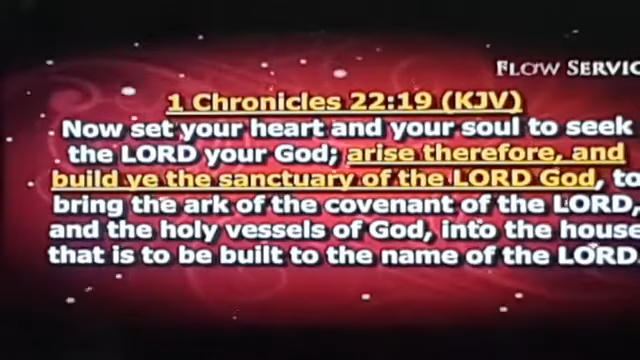 FLOW SERVIC
1 Chronicles 22:19 (KJV)
Now set your heart and your soul to seek
the LORD your God; arise therefore, and
build ye the sanctuary of the LORD God, to
bring the ark of the covenant of the LORD,
and the holy vessels of God, into the house
that is to be built to the name of the LORD.